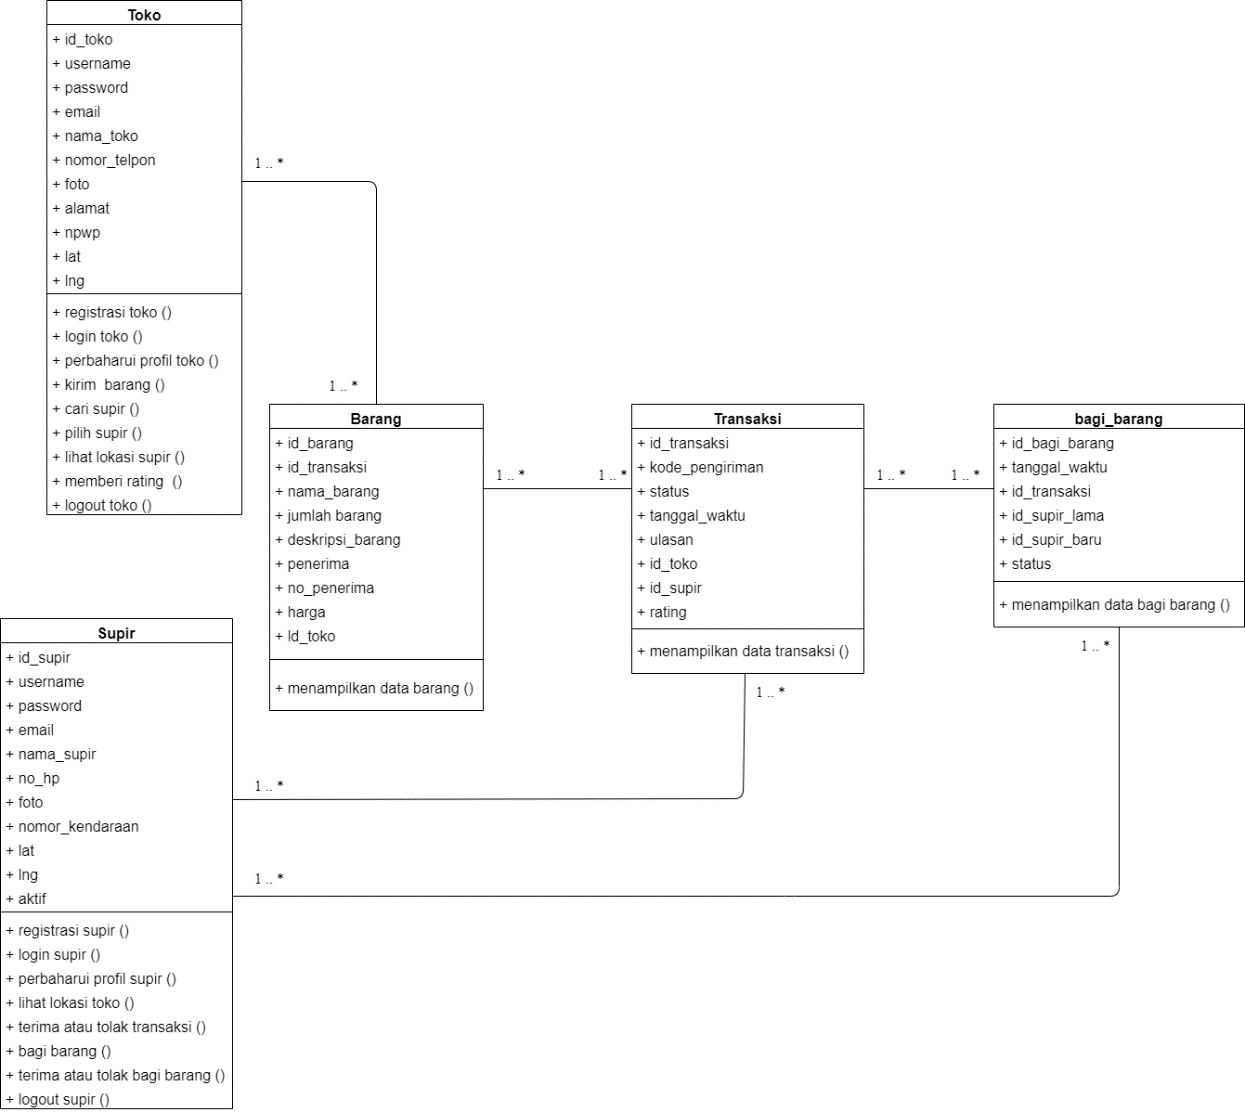 Toko
+ id_toko
+ username
+ password
+ email
+ nama_toko
+ nomor_telpon
+ foto
+ alamat
+ npwp
+ lat
+ lng
+ registrasi toko ()
+ login toko ()
+ perbaharui profil toko ()
+ kirim  barang ()
+ cari supir ()
+ pilih supir ()
+ lihat lokasi supir ()
+ memberi rating  ()
+ logout toko ()
1 .. *
1 .. *
Barang
+ id_barang
+ id_transaksi
+ nama_barang
+ jumlah barang
+ deskripsi_barang
+ penerima
+ no_penerima
+ harga
+ Id_toko
+ menampilkan data barang ()
1 .. *
1 .. *
Transaksi
+ id_transaksi
+ kode_pengiriman
+ status
+ tanggal_waktu
+ ulasan
+ id_toko
+ id_supir
+ rating
+ menampilkan data transaksi ()
1 .. *
1 .. *
bagi_barang
+ id_bagi_barang
+ tanggal_waktu
+ id_transaksi
+ id_supir_lama
+ id_supir_baru
+ status
+ menampilkan data bagi barang ()
1 .. *
1 .. *
Supir
+ id_supir
+ username
+ password
+ email
+ nama_supir
+ no_hp
+ foto
+ nomor_kendaraan
+ lat
+ lng
+ aktif
+ registrasi supir ()
+ login supir ()
+ perbaharui profil supir ()
+ lihat lokasi toko ()
+ terima atau tolak transaksi ()
+ bagi barang ()
+ terima atau tolak bagi barang ()
+ logout supir ()
1 .. *
1 .. *